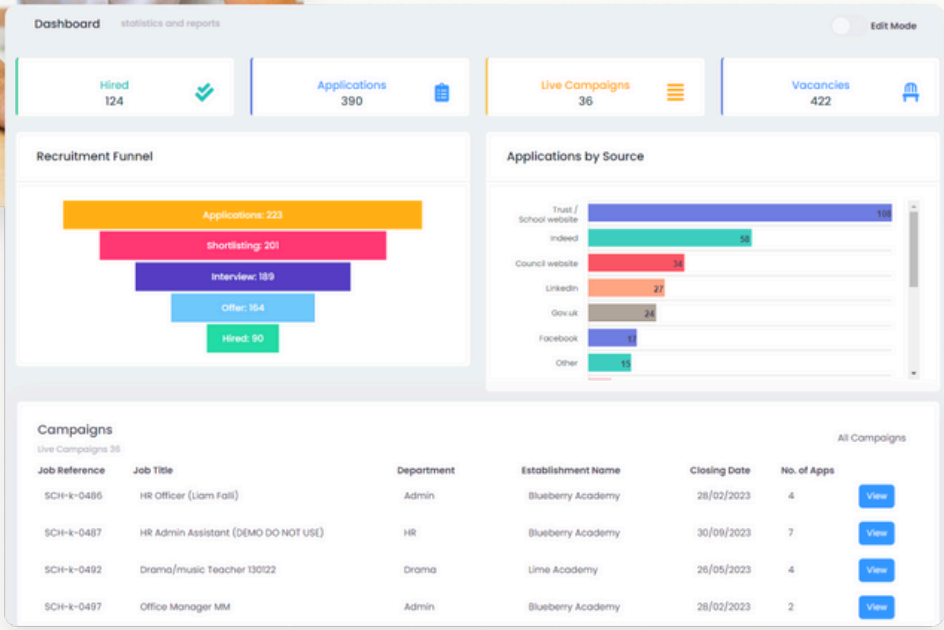 Dashboard statistics and reports Edit Mode
Hired
124
Applications
390
Live Campaigns
36
Vacancies
422
Recruitment Funnel
Applications: 223
Shortlisting: 201
Interview: 189
Offer: 164
Hired: 90
Applications by Source
Trust /
School website 108
Indeed 58
Council website 34
LinkedIn 27
Gov.uk 24
Facebook 17
Other 15
Campaigns
Live Campaigns 36
All Campaigns
Job Reference Job Title Department Establishment Name Closing Date No. of Apps
SCH-k-0486 HR Officer (Liam Falli) Admin Blueberry Academy 28/02/2023 4 View
SCH-k-0487 HR Admin Assistant (DEMO DO NOT USE) HR Blueberry Academy 30/09/2023 7 View
SCH-k-0492 Drama/music Teacher 130122 Drama Lime Academy 26/05/2023 4 View
SCH-k-0497 Office Manager MM Admin Blueberry Academy 28/02/2023 2 View